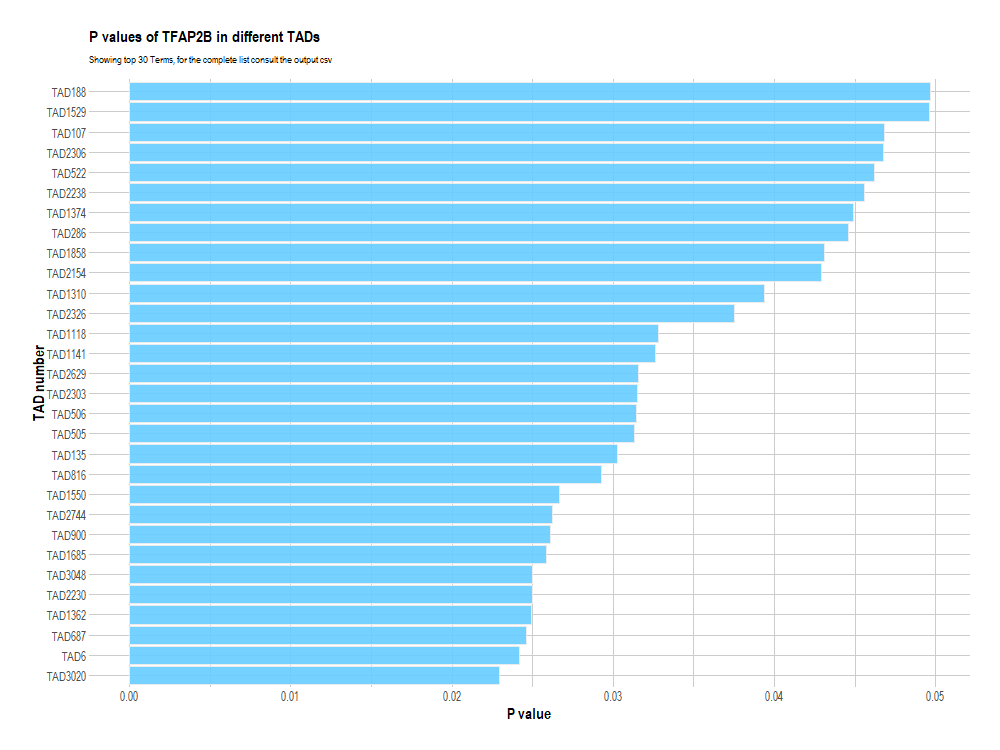 P values of TFAP2B in different TADs
Showing top 30 Terms, for the complete list consult the output csv
TAD number
TAD188
TAD1529
TAD107
TAD2306
TAD522
TAD2238
TAD1374
TAD286
TAD1858
TAD2154
TAD1310
TAD2326
TAD1118
TAD1141
TAD2629
TAD2303
TAD506
TAD505
TAD135
TAD816
TAD1550
TAD2744
TAD900
TAD1685
TAD3048
TAD2230
TAD1362
TAD687
TAD6
TAD3020
0.00 0.01 0.02 0.03 0.04 0.05
P value